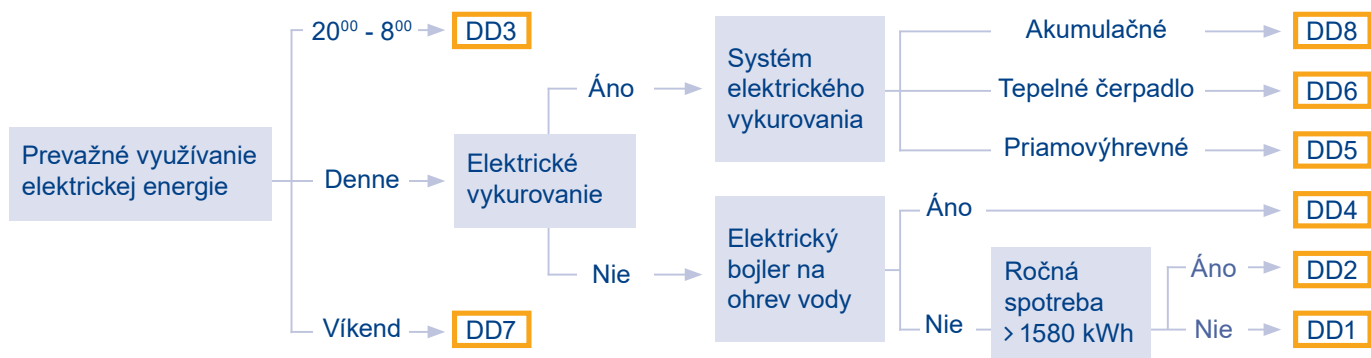 Prevažné využívanie
elektrickej energie
20⁰⁰ - 8⁰⁰
DD3
Denne
Elektrické
vykurovanie
Áno
Systém
elektrického
vykurovania
Akumulačné
DD8
Tepelné čerpadlo
DD6
Priamovýhrevné
DD5
Nie
Elektrický
bojler na
ohrev vody
Áno
DD4
Nie
Ročná
spotreba
> 1580 kWh
Áno
DD2
Nie
DD1
Víkend
DD7